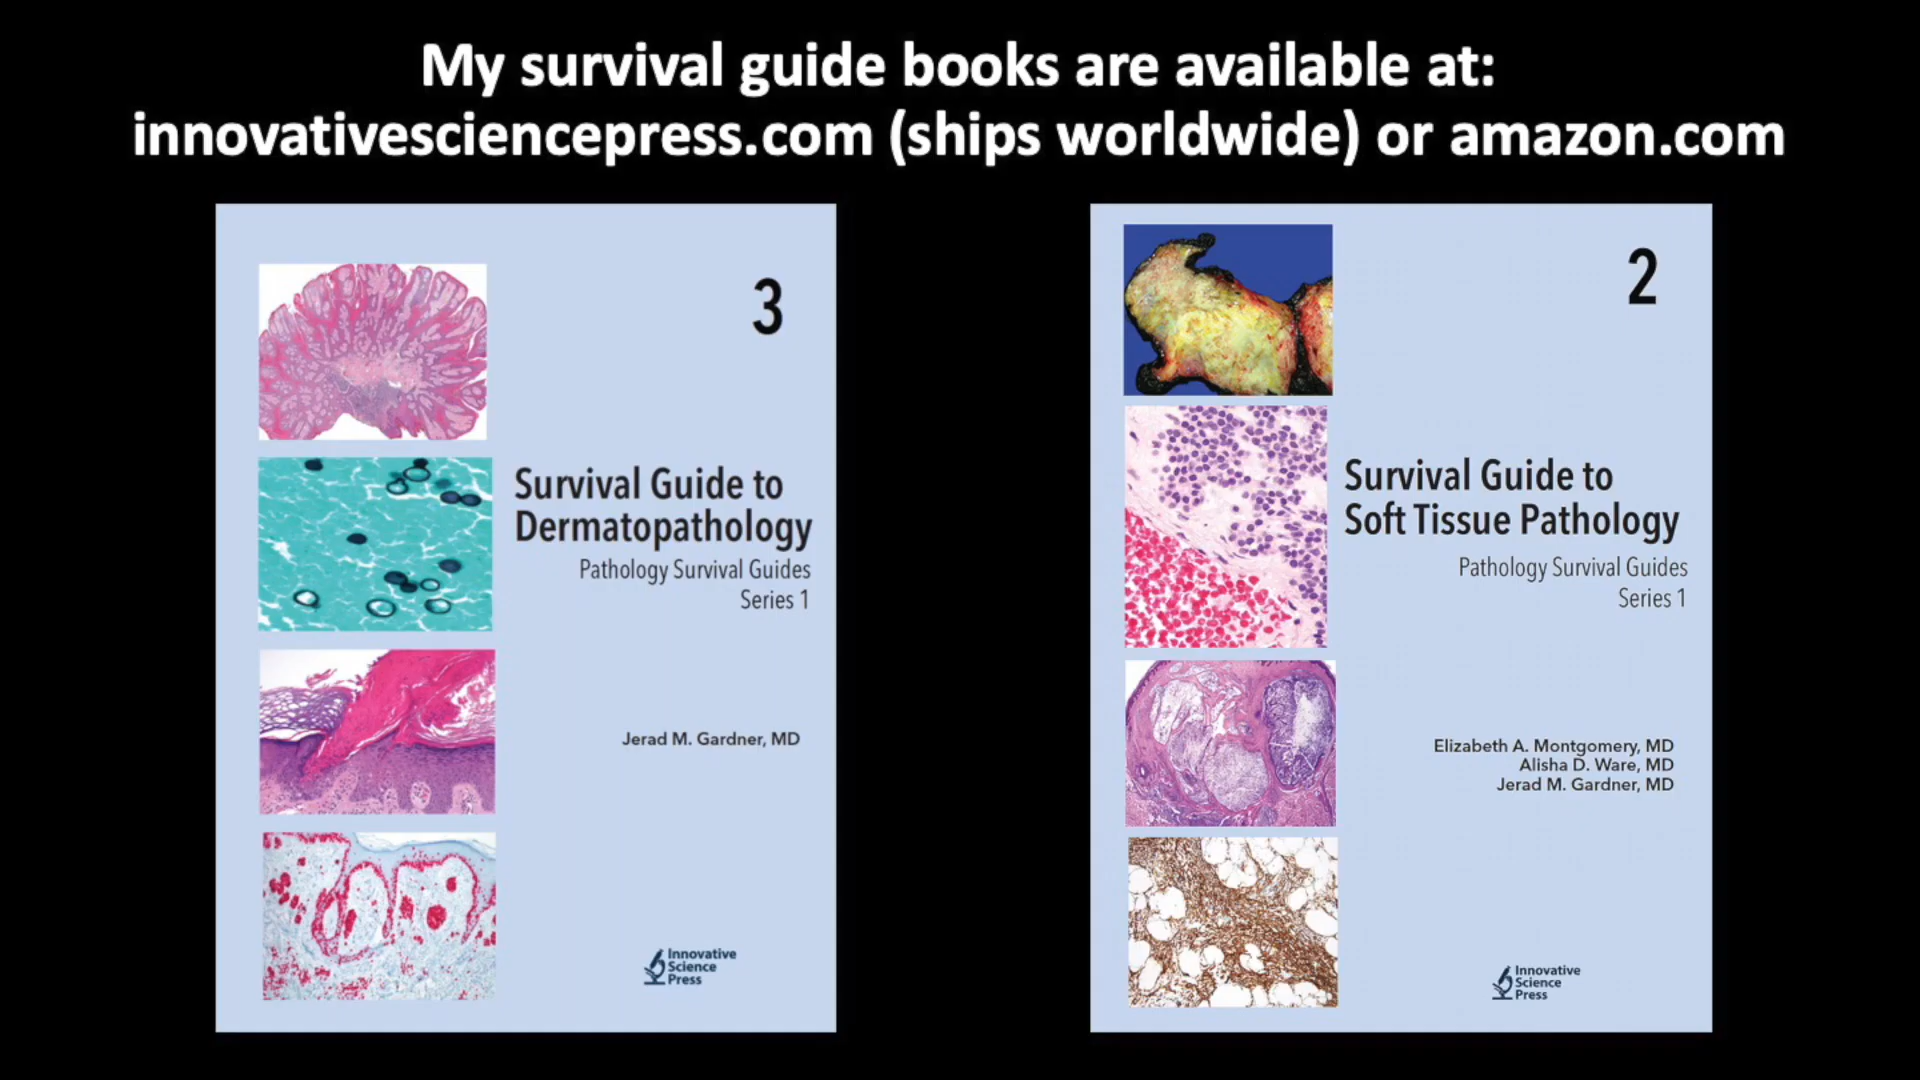 My survival guide books are available at:
innovativesciencepress.com (ships worldwide) or amazon.com
3
Survival Guide to
Dermatopathology
Pathology Survival Guides
Series 1
Jerad M. Gardner, MD
Innovative
Science
Press
2
Survival Guide to
Soft Tissue Pathology
Pathology Survival Guides
Series 1
Elizabeth A. Montgomery, MD
Alisha D. Ware, MD
Jerad M. Gardner, MD
Innovative
Science
Press